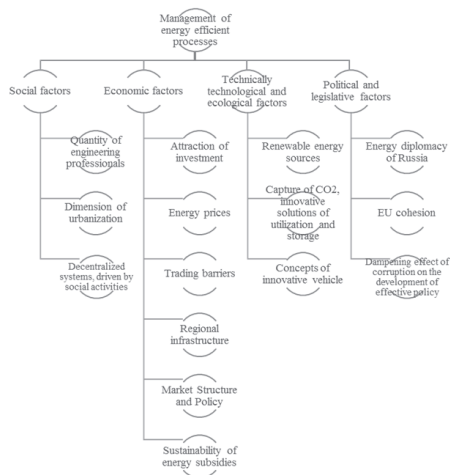 Management of
energy efficient
processes
Social factors
Economic factors
Technically
technological and
ecological factors
Political and
legislative factors
Quantity of
engineering
professionals
Dimension of
urbanization
Decentralized
systems, driven by
social activities
Attraction of
investment
Energy prices
Trading barriers
Regional
infrastructure
Market Structure
and Policy
Sustainability of
energy subsidies
Renewable energy
sources
Capture of CO2,
innovative
solutions of
utilization and
storage
Concepts of
innovative vehicle
Energy diplomacy
of Russia
EU cohesion
Dampening effect of
corruption on the
development of
effective policy